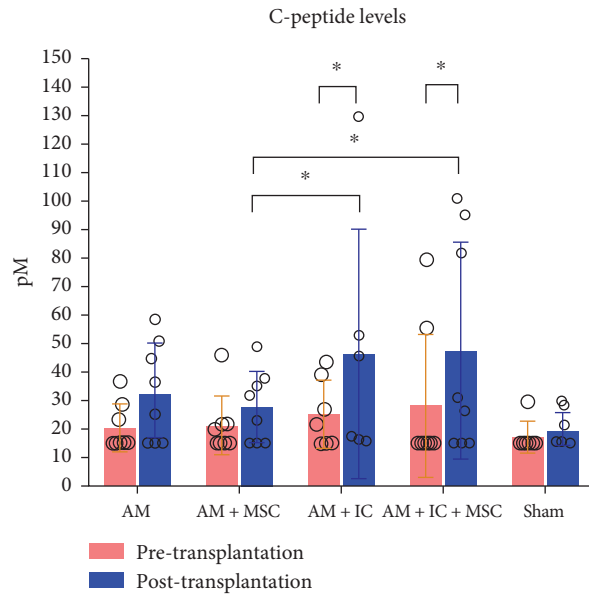 C-peptide levels
150
140
130
120
110
100
90
80
70
60
50
40
30
20
10
0
pM
*
*
*
*
AM
AM + MSC
AM + IC
AM + IC + MSC
Sham
Pre-transplantation
Post-transplantation